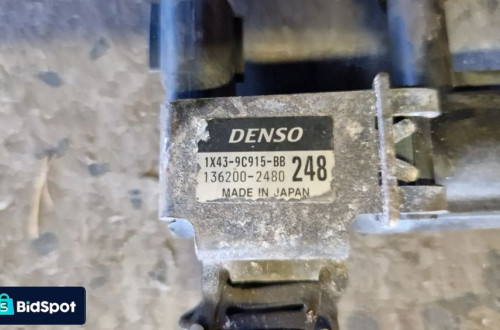 DENSO
1X43-9C915-BB
136200-2480 248
MADE IN JAPAN
BidSpot